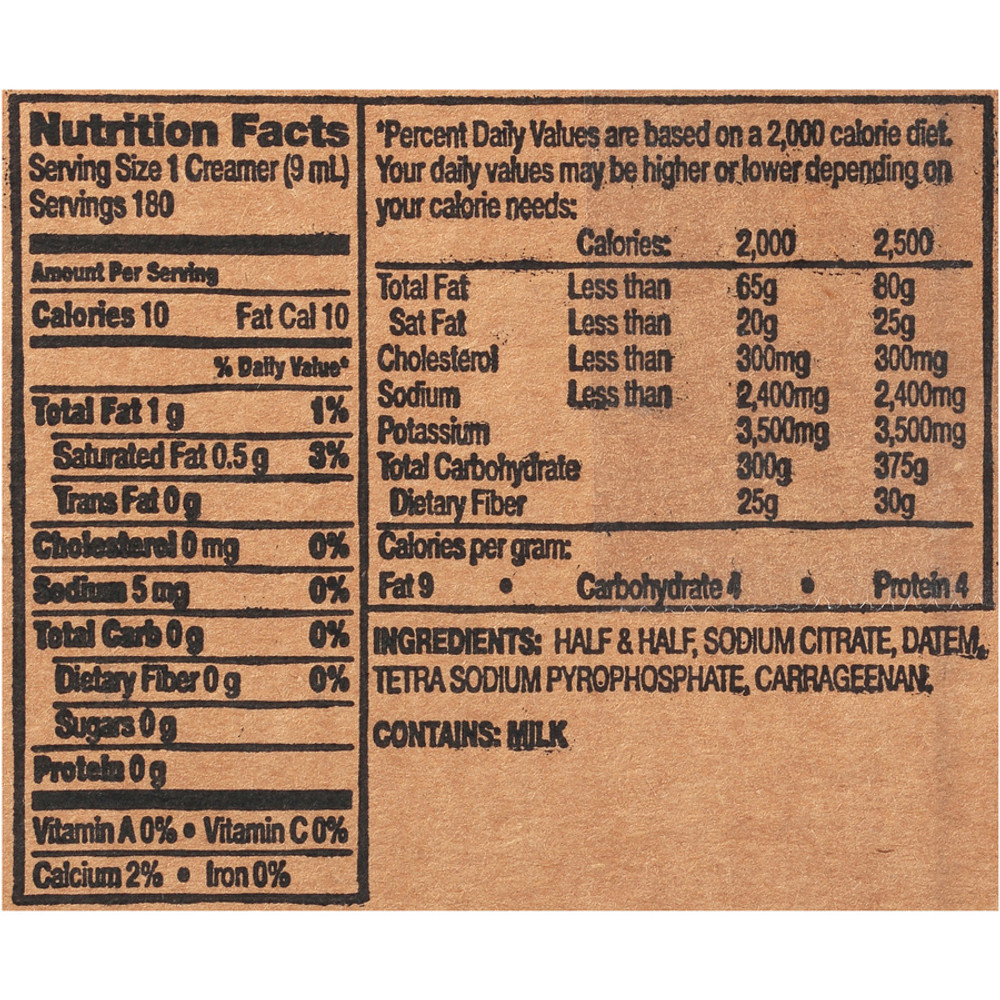 Nutrition Facts
Serving Size 1 Creamer (9 mL)
Servings 180
Amount Per Serving
Calories 10 Fat Cal 10
% Daily Value*
Total Fat 1 g 1%
Saturated Fat 0.5 g 3%
Trans Fat 0 g
Cholesterol 0 mg 0%
Sodium 5 mg 0%
Total Carb 0 g 0%
Dietary Fiber 0 g 0%
Sugars 0 g
Protein 0 g
Vitamin A 0% • Vitamin C 0%
Calcium 2% • Iron 0%
*Percent Daily Values are based on a 2,000 calorie diet.
Your daily values may be higher or lower depending on
your calorie needs:
Calories: 2,000 2,500
Total Fat Less than 65g 80g
Sat Fat Less than 20g 25g
Cholesterol Less than 300mg 300mg
Sodium Less than 2,400mg 2,400mg
Potassium 3,500mg 3,500mg
Total Carbohydrate 300g 375g
Dietary Fiber 25g 30g
Calories per gram:
Fat 9 • Carbohydrate 4 • Protein 4
INGREDIENTS: HALF & HALF, SODIUM CITRATE, DATEM,
TETRA SODIUM PYROPHOSPHATE, CARRAGEENAN.
CONTAINS: MILK